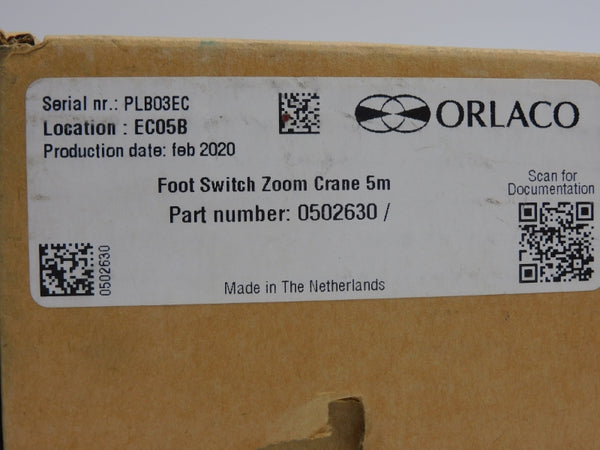 Serial nr.: PLB03EC
Location : EC05B
Production date: feb 2020
ORLACO
Foot Switch Zoom Crane 5m
Part number: 0502630 /
Scan for
Documentation
0502630
Made in The Netherlands